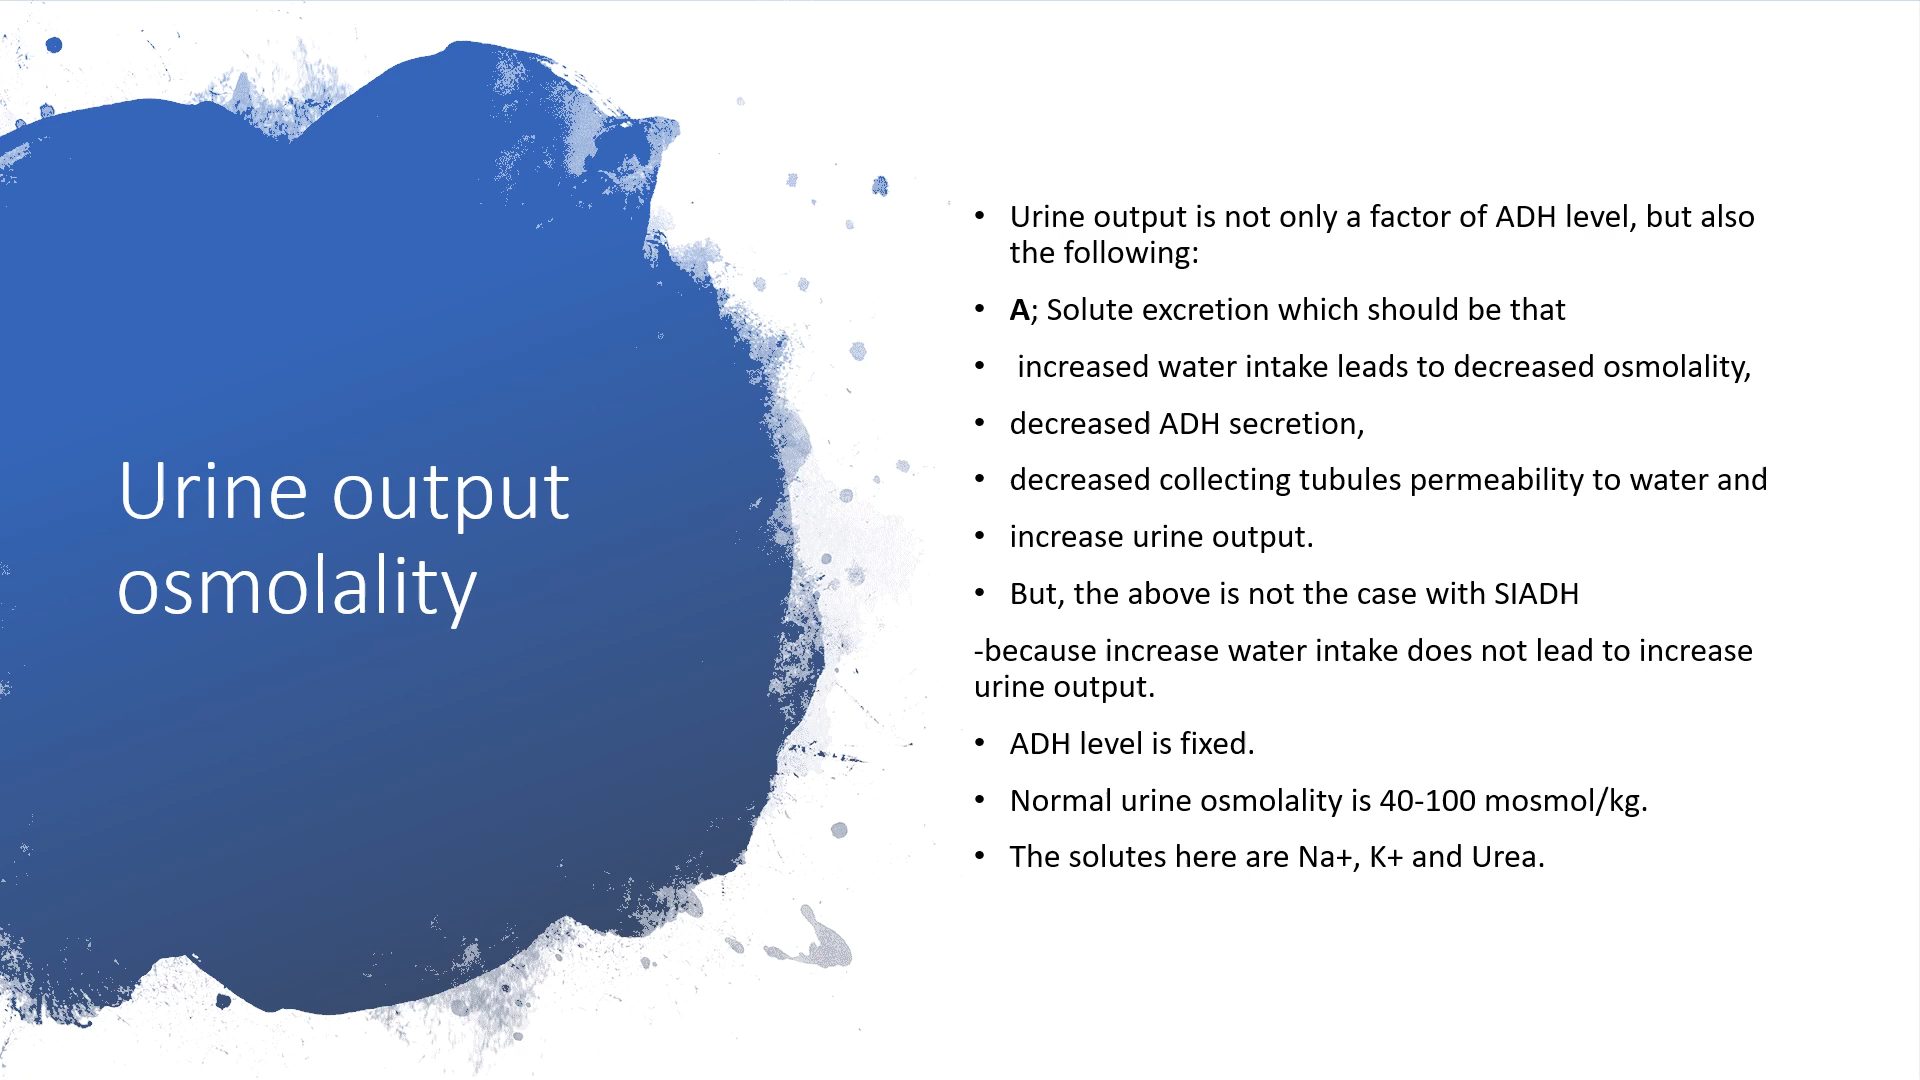 Urine output
osmolality
• Urine output is not only a factor of ADH level, but also
the following:
• A; Solute excretion which should be that
• increased water intake leads to decreased osmolality,
• decreased ADH secretion,
• decreased collecting tubules permeability to water and
• increase urine output.
• But, the above is not the case with SIADH
-because increase water intake does not lead to increase
urine output.
• ADH level is fixed.
• Normal urine osmolality is 40-100 mosmol/kg.
• The solutes here are Na+, K+ and Urea.